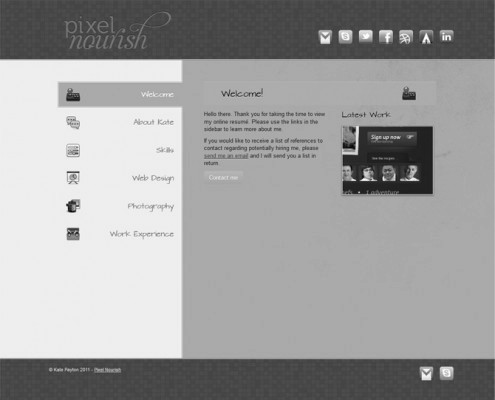 pixel
nourish
Welcome
About Kate
Skills
Web Design
Photography
Work Experience
Welcome!
Hello there. Thank you for taking the time to view
my online resumé. Please use the links in the
sidebar to learn more about me.
If you would like to receive a list of references to
contact regarding potentially hiring me, please
send me an email and I will send you a list in
return.
Contact me
Latest Work
Sign up now
1 adventure
© Kate Payton 2011 - Pixel Nourish